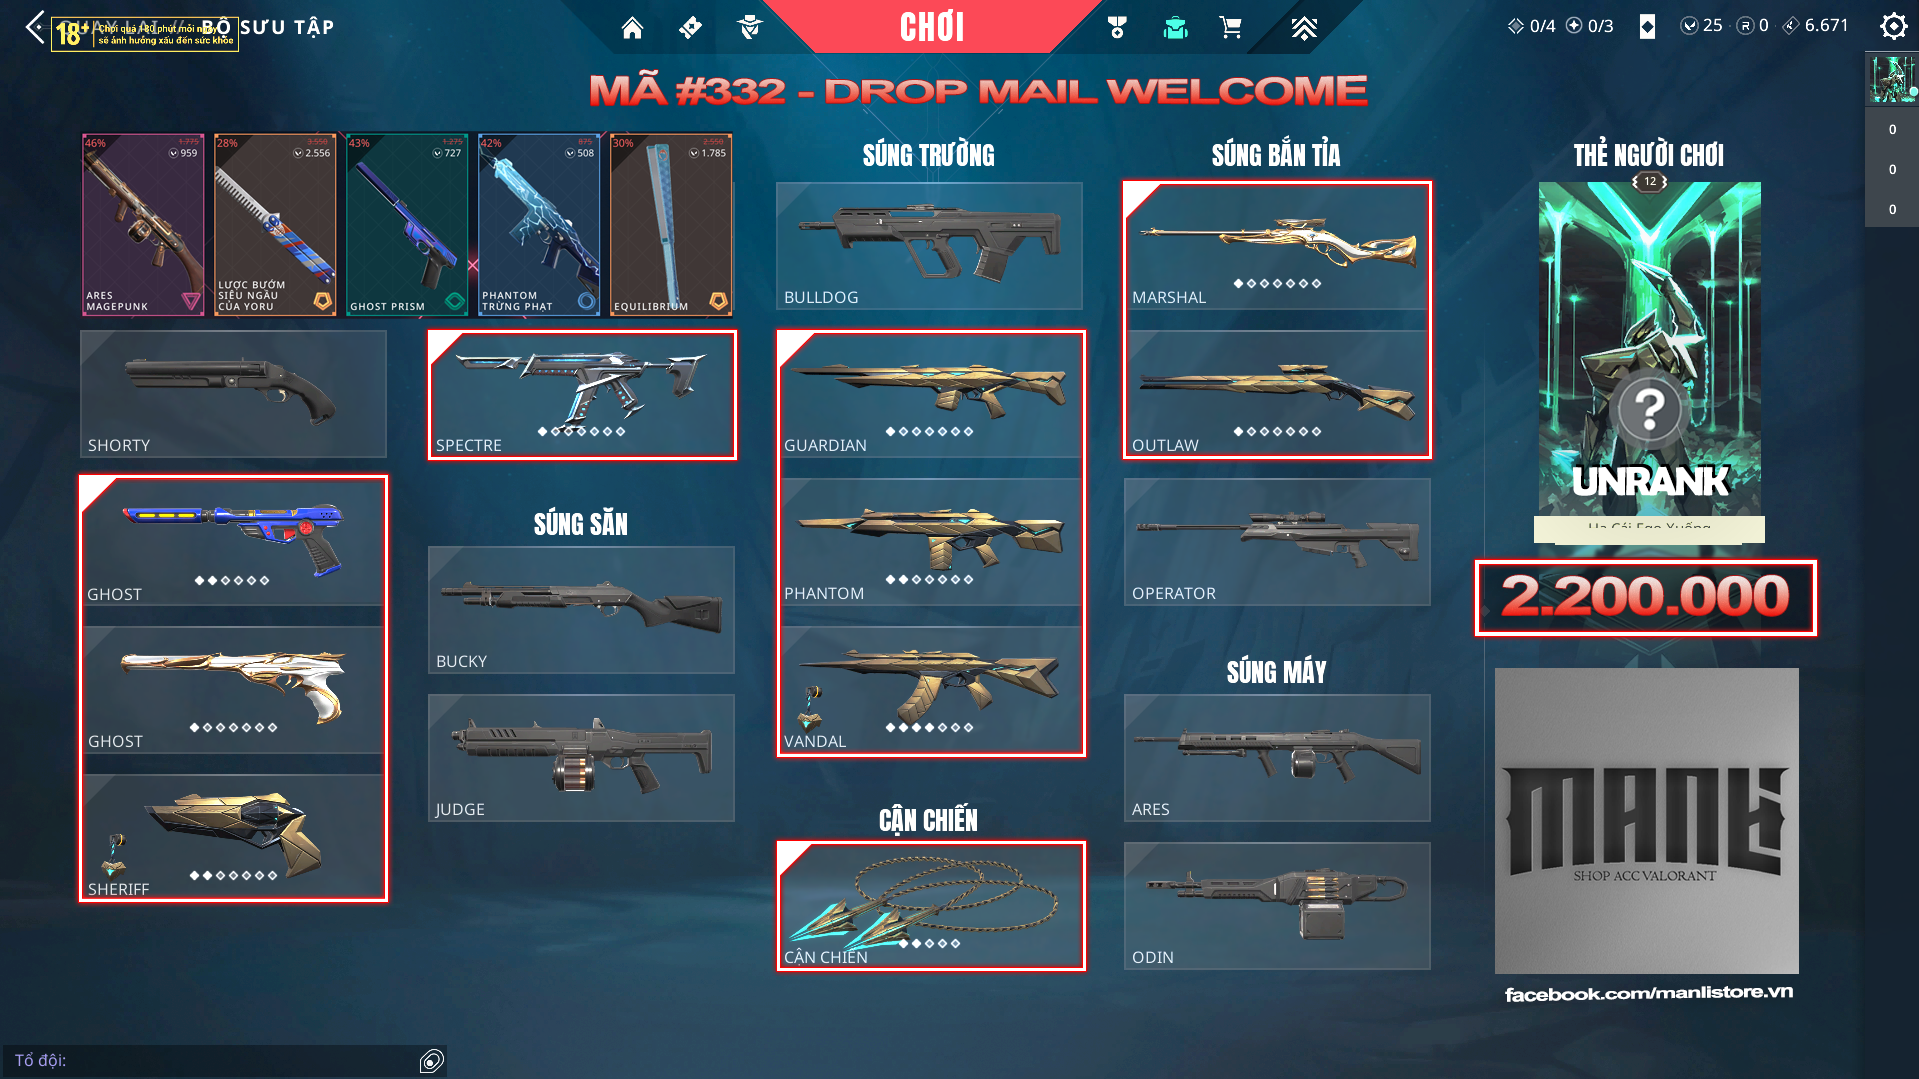 BỘ SƯU TẬP
18+
Chơi quá 180 phút mỗi ngày
sẽ ảnh hưởng xấu đến sức khỏe
CHƠI
0/4
0/3
25
0
6.671
MÃ #332 - DROP MAIL WELCOME
46%
1.775
959
ARES
MAGEPUNK
28%
3.550
2.556
LƯỢC BƯỚM
SIÊU NGẦU
CỦA YORU
43%
1.275
727
GHOST PRISM
42%
875
508
PHANTOM
TRỪNG PHẠT
30%
2.550
1.785
EQUILIBRIUM
SHORTY
GHOST
GHOST
SHERIFF
SPECTRE
SÚNG SĂN
BUCKY
JUDGE
SÚNG TRƯỜNG
BULLDOG
GUARDIAN
PHANTOM
VANDAL
CẬN CHIẾN
CẬN CHIẾN
SÚNG BẮN TỈA
MARSHAL
OUTLAW
OPERATOR
SÚNG MÁY
ARES
ODIN
THẺ NGƯỜI CHƠI
12
?
UNRANK
Hạ Cái Ego Xuống
2.200.000
MANLI
SHOP ACC VALORANT
facebook.com/manlistore.vn
0
0
0
Tổ đội: